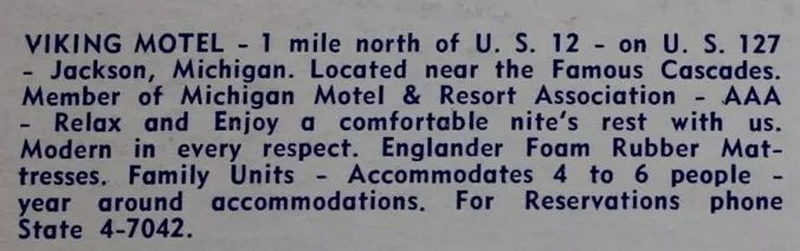 VIKING MOTEL - 1 mile north of U. S. 12 - on U. S. 127
- Jackson, Michigan. Located near the Famous Cascades.
Member of Michigan Motel & Resort Association - AAA
- Relax and Enjoy a comfortable nite's rest with us.
Modern in every respect. Englander Foam Rubber Mat-
tresses. Family Units - Accommodates 4 to 6 people -
year around accommodations. For Reservations phone
State 4-7042.